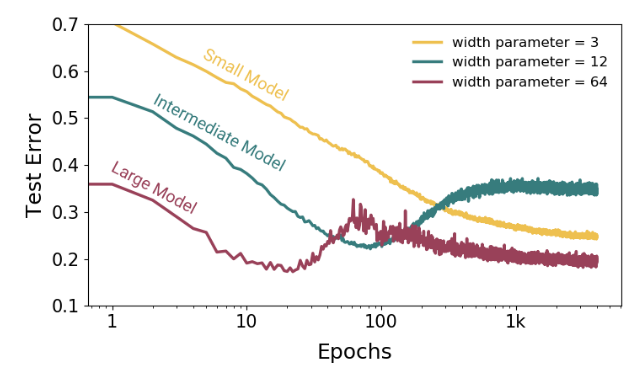 0.7
0.6
0.5
0.4
0.3
0.2
0.1
Test Error
Small Model
Intermediate Model
Large Model
width parameter = 3
width parameter = 12
width parameter = 64
1
10
100
1k
Epochs